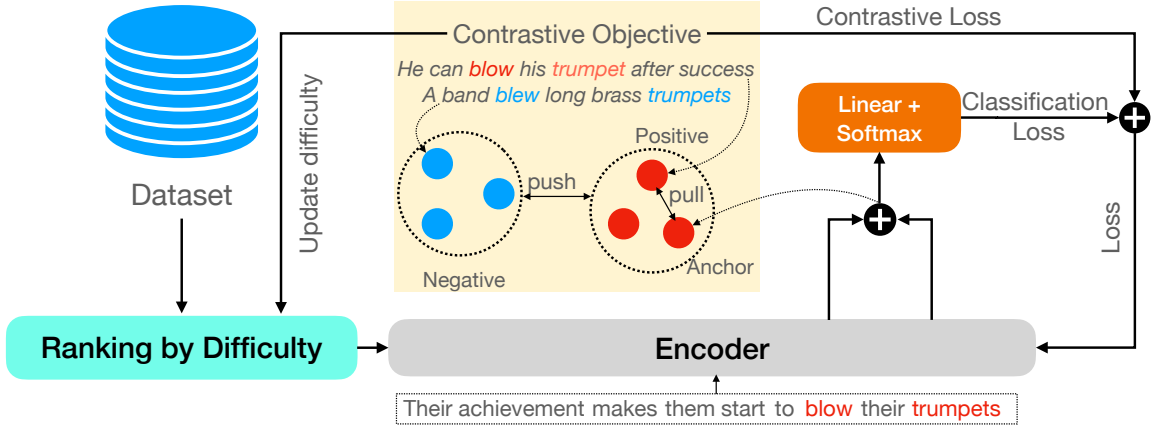 Contrastive Loss
Contrastive Objective
He can blow his trumpet after success
A band blew long brass trumpets
Linear +
Softmax
Classification
Loss
Positive
push
pull
Anchor
Negative
Dataset
Update difficulty
Loss
Ranking by Difficulty
Encoder
Their achievement makes them start to blow their trumpets